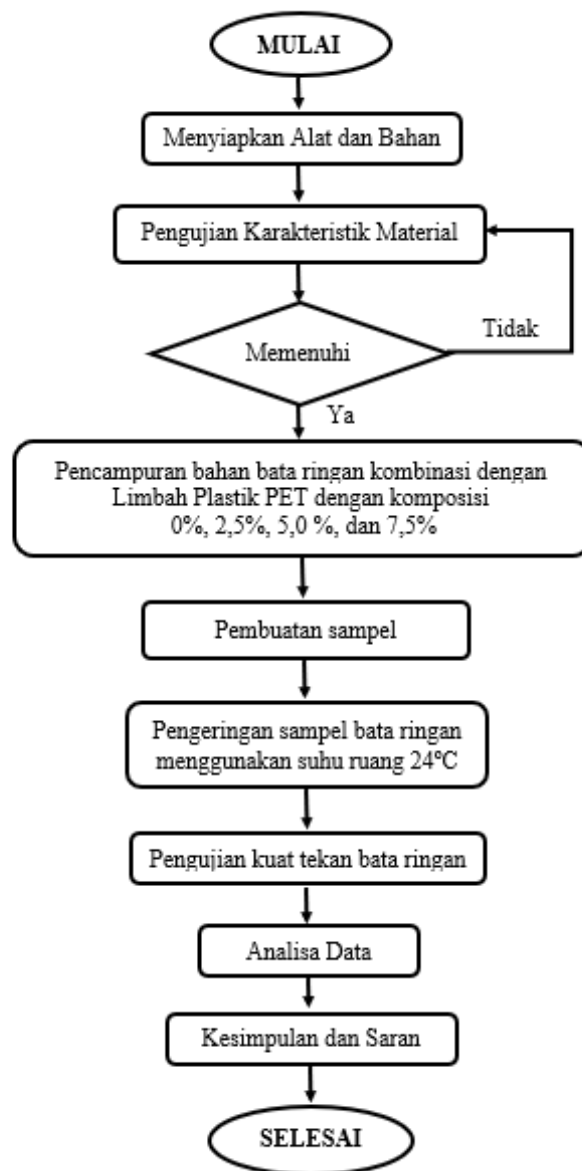 MULAI
Menyiapkan Alat dan Bahan
Pengujian Karakteristik Material
Memenuhi
Tidak
Ya
Pencampuran bahan bata ringan kombinasi dengan
Limbah Plastik PET dengan komposisi
0%, 2,5%, 5,0 %, dan 7,5%
Pembuatan sampel
Pengeringan sampel bata ringan
menggunakan suhu ruang 24°C
Pengujian kuat tekan bata ringan
Analisa Data
Kesimpulan dan Saran
SELESAI